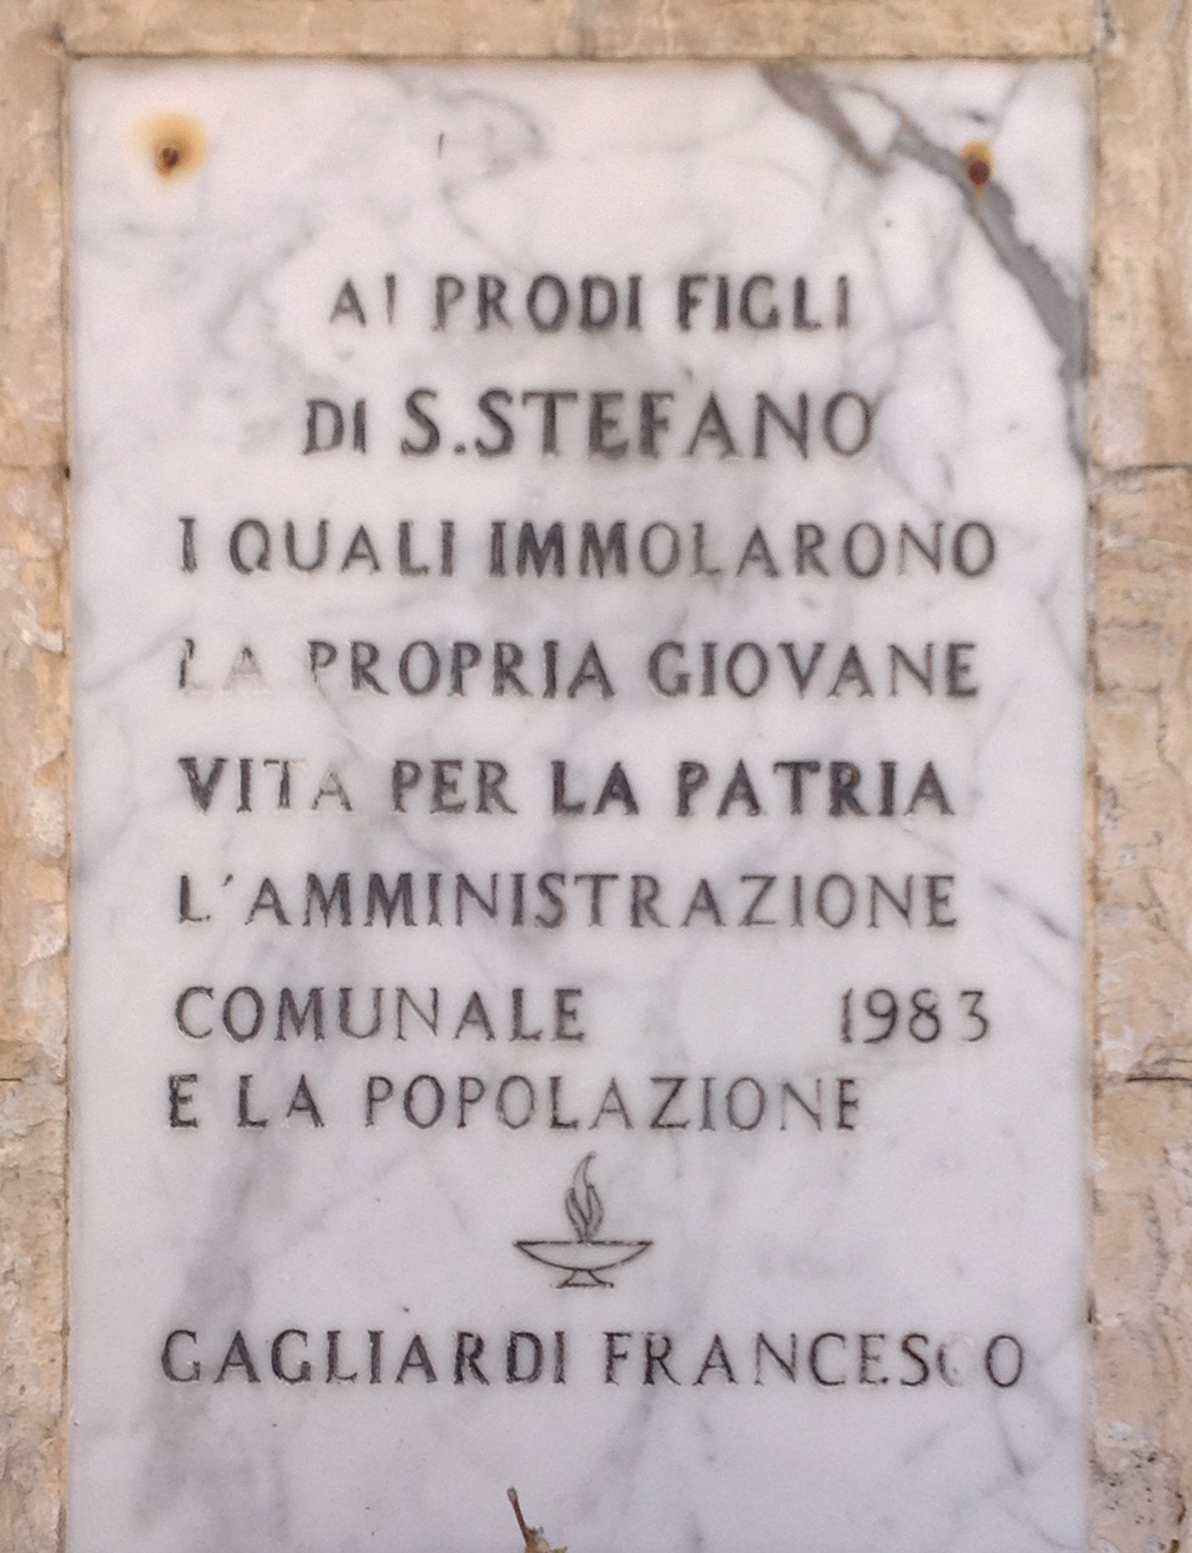 AI PRODI FIGLI
DI S.STEFANO
I QUALI IMMOLARONO
LA PROPRIA GIOVANE
VITA PER LA PATRIA
L'AMMINISTRAZIONE
COMUNALE 1983
E LA POPOLAZIONE
GAGLIARDI FRANCESCO